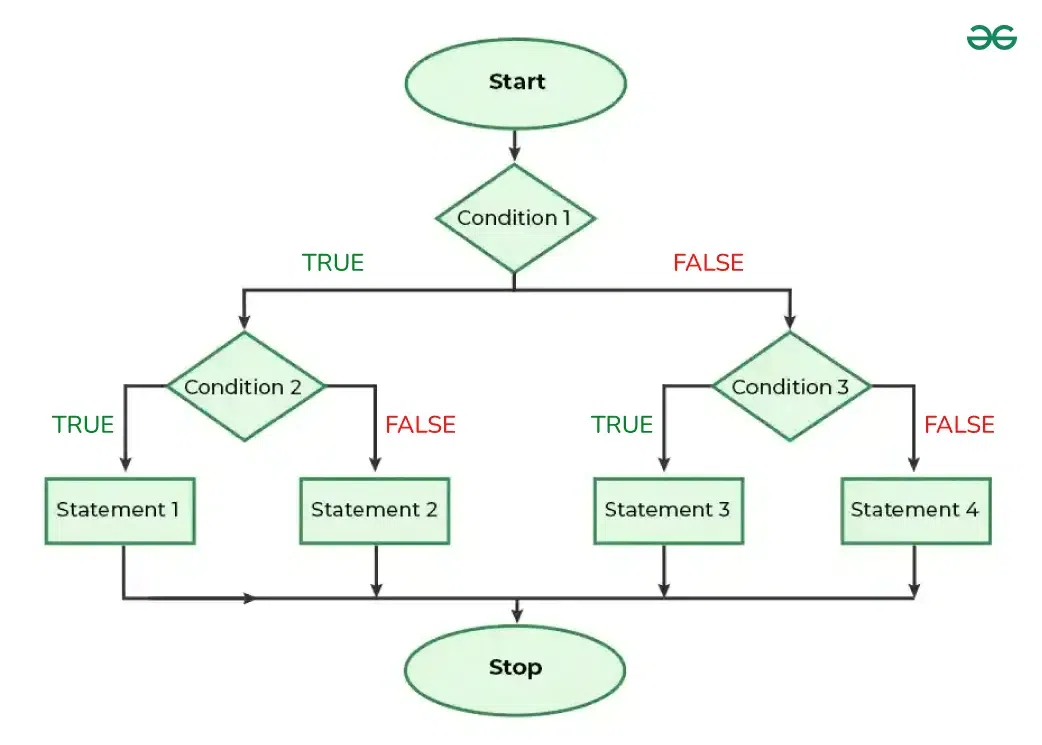 Start
Condition 1
TRUE
FALSE
Condition 2
Condition 3
TRUE
FALSE
TRUE
FALSE
Statement 1
Statement 2
Statement 3
Statement 4
Stop